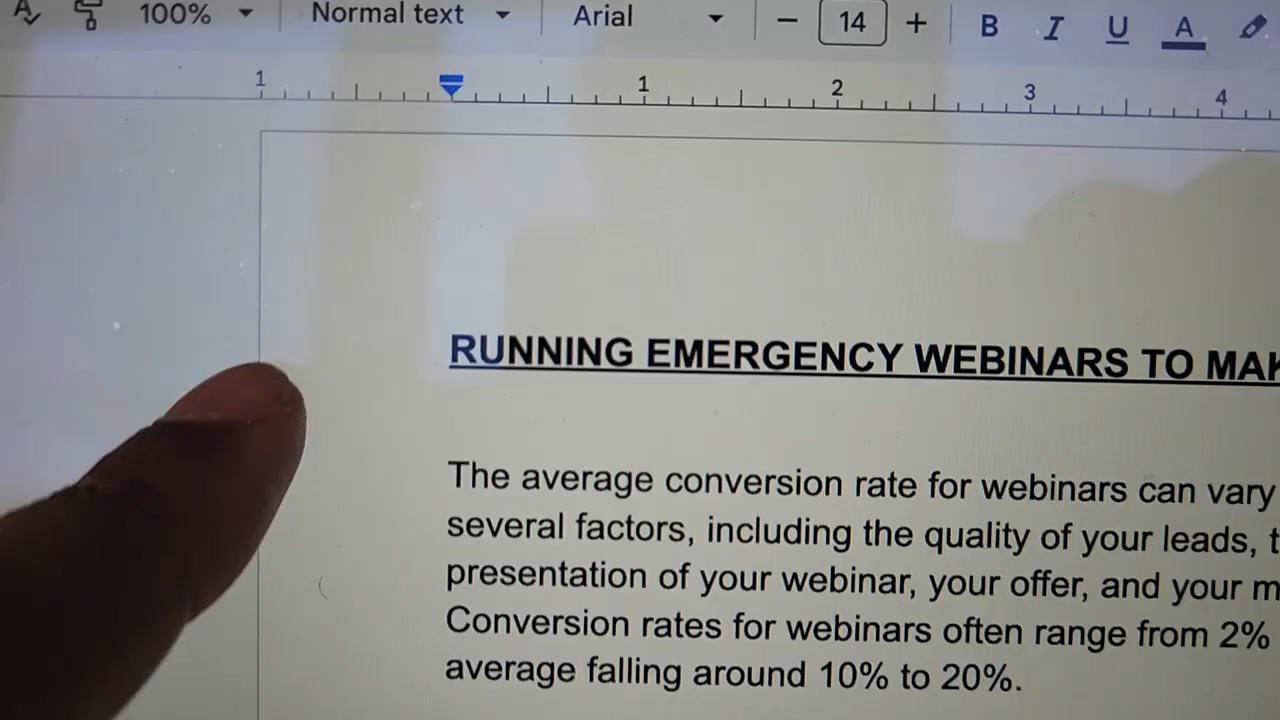 100% Normal text Arial − 14 + B I U A
1 1 2 3 4
RUNNING EMERGENCY WEBINARS TO
The average conversion rate for webinars can vary
several factors, including the quality of your leads,
presentation of your webinar, your offer, and your
Conversion rates for webinars often range from 2%
average falling around 10% to 20%.